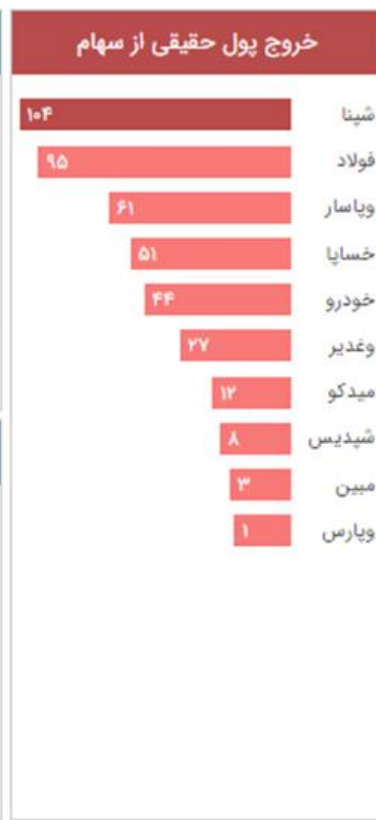 خروج پول حقیقی از سهام
شپنا ۱۰۴
فولاد ۹۵
وپاسار ۶۱
خساپا ۵۱
خودرو ۴۴
وغدیر ۲۷
میدکو ۱۲
شپدیس ۸
مبین ۳
وپارس ۱